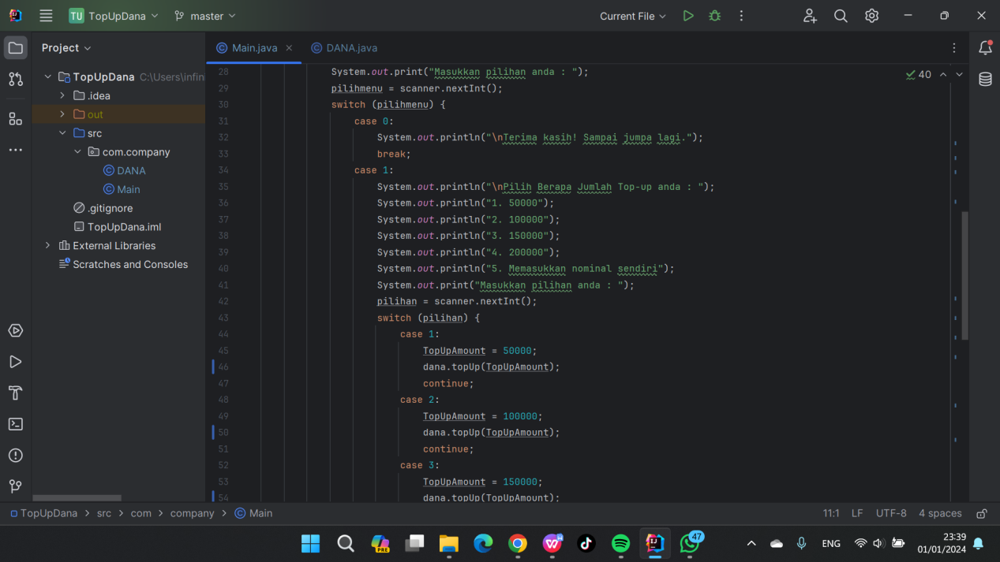 TU TopUpDana master Current File
Project
Main.java DANA.java
TopUpDana C:\Users\infin
.idea
out
src
com.company
DANA
Main
.gitignore
TopUpDana.iml
External Libraries
Scratches and Consoles
40
28 System.out.print("Masukkan pilihan anda : ");
29 pilihmenu = scanner.nextInt();
30 switch (pilihmenu) {
31 case 0:
32 System.out.println("\nTerima kasih! Sampai jumpa lagi.");
33 break;
34 case 1:
35 System.out.println("\nPilih Berapa Jumlah Top-up anda : ");
36 System.out.println("1. 50000");
37 System.out.println("2. 100000");
38 System.out.println("3. 150000");
39 System.out.println("4. 200000");
40 System.out.println("5. Memasukkan nominal sendiri");
41 System.out.print("Masukkan pilihan anda : ");
42 pilihan = scanner.nextInt();
43 switch (pilihan) {
44 case 1:
45 TopUpAmount = 50000;
46 dana.topUp(TopUpAmount);
47 continue;
48 case 2:
49 TopUpAmount = 100000;
50 dana.topUp(TopUpAmount);
51 continue;
52 case 3:
53 TopUpAmount = 150000;
54 dana.topUp(TopUpAmount);
TopUpDana > src > com > company > Main 11:1 LF UTF-8 4 spaces
PRE 47 ENG 23:39
01/01/2024